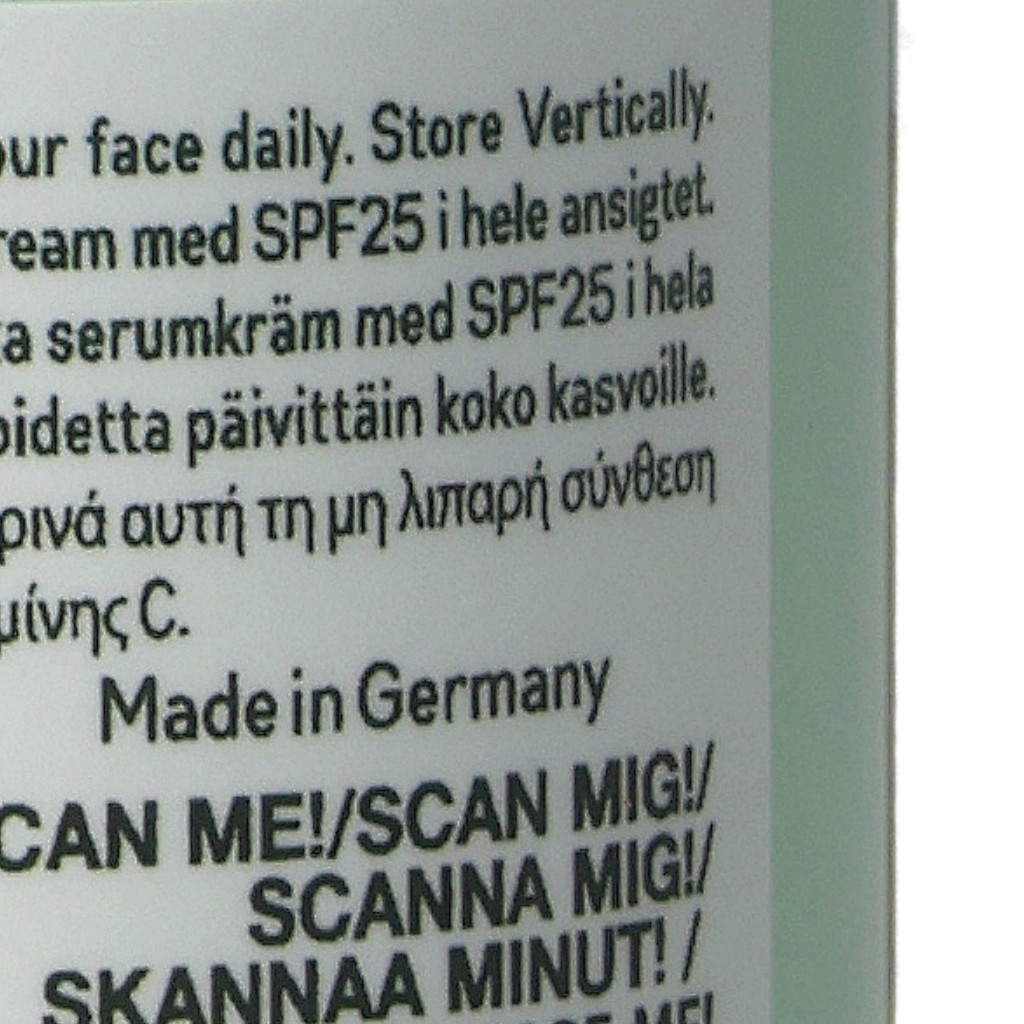 our face daily. Store Vertically.
ream med SPF25 i hele ansigtet.
a serumkräm med SPF25 i hela
oidetta päivittäin koko kasvoille.
ρινά αυτή τη μη λιπαρή σύνθεση
μίνης C.
Made in Germany
CAN ME!/SCAN MIG!/
SCANNA MIG!/
SKANNAA MINUT! /
ME!